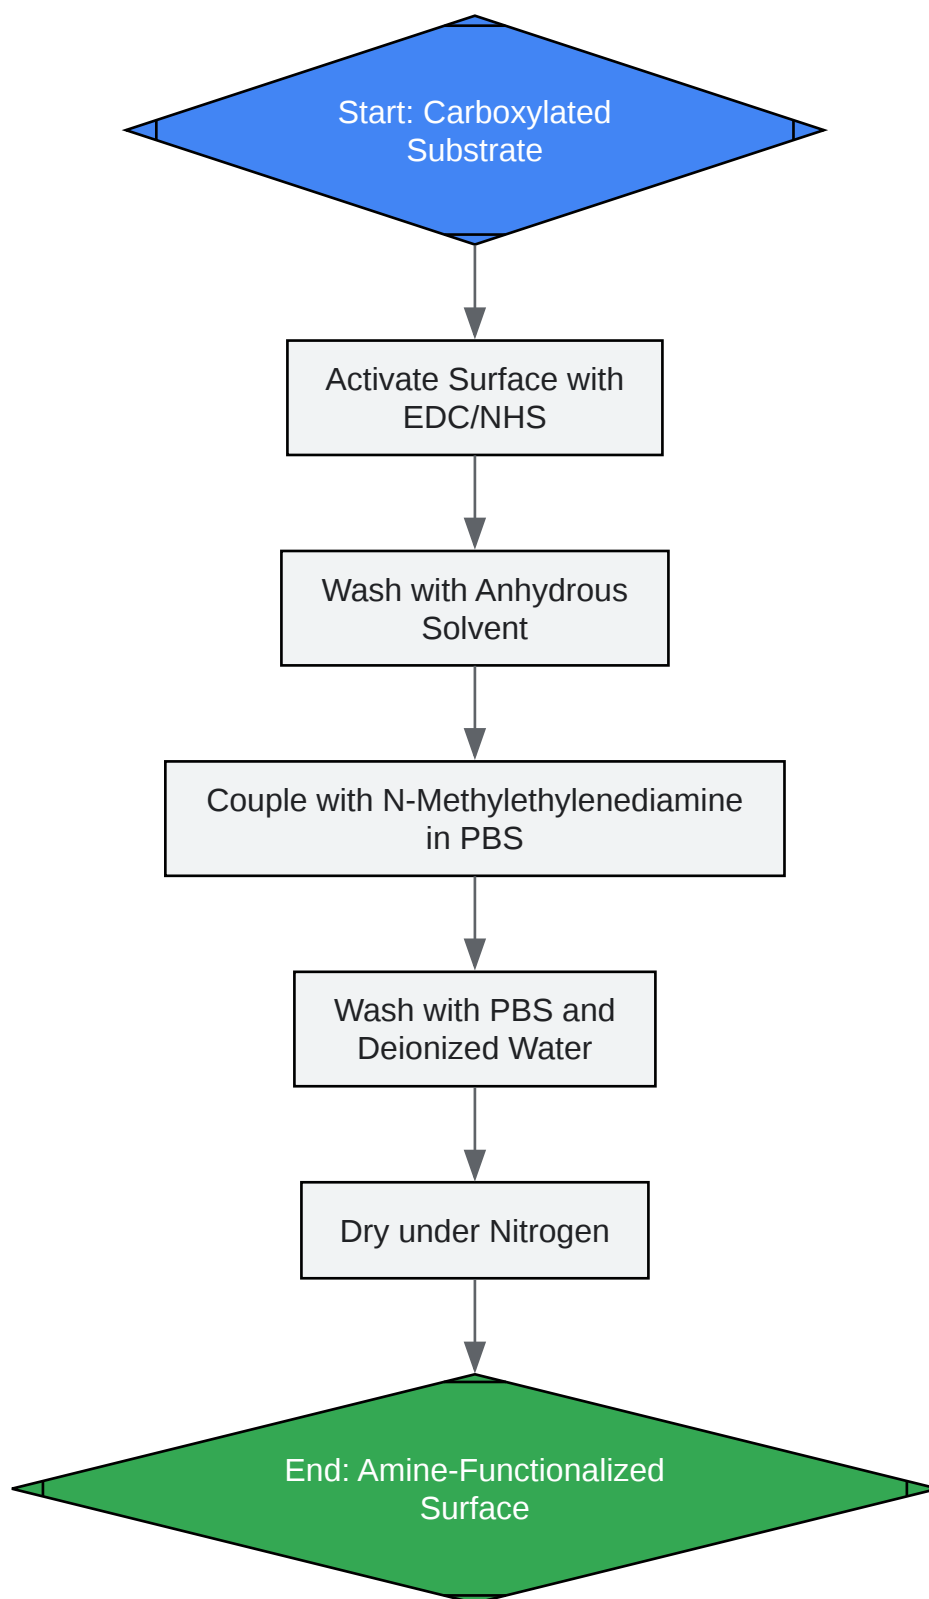 Start: Carboxylated
Substrate
Activate Surface with
EDC/NHS
Wash with Anhydrous
Solvent
Couple with N-Methylethylenediamine
in PBS
Wash with PBS and
Deionized Water
Dry under Nitrogen
End: Amine-Functionalized
Surface